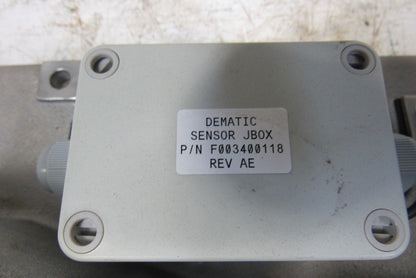 DEMATIC
SENSOR JBOX
P/N F003400118
REV AE